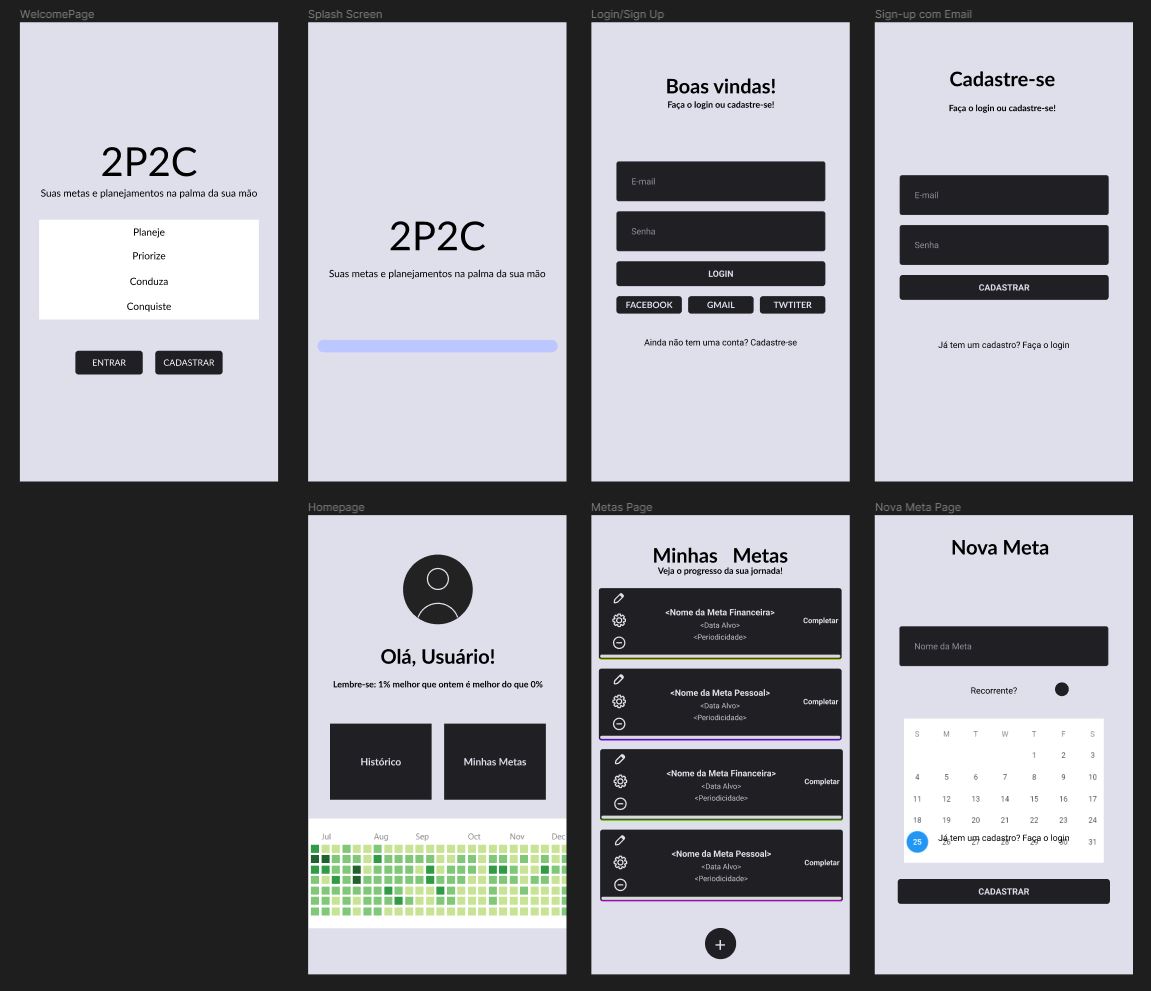 WelcomePage
2P2C
Suas metas e planejamentos na palma da sua mão
Planeje
Priorize
Conduza
Conquiste
ENTRAR CADASTRAR
Splash Screen
2P2C
Suas metas e planejamentos na palma da sua mão
Login/Sign Up
Boas vindas!
Faça o login ou cadastre-se!
E-mail
Senha
LOGIN
FACEBOOK GMAIL TWTITER
Ainda não tem uma conta? Cadastre-se
Sign-up com Email
Cadastre-se
Faça o login ou cadastre-se!
E-mail
Senha
CADASTRAR
Já tem um cadastro? Faça o login
Homepage
Olá, Usuário!
Lembre-se: 1% melhor que ontem é melhor do que 0%
Histórico Minhas Metas
Jul Aug Sep Oct Nov Dec
Metas Page
Minhas Metas
Veja o progresso da sua jornada!
<Nome da Meta Financeira>
<Data Alvo>
<Periodicidade>
Completar
<Nome da Meta Pessoal>
<Data Alvo>
<Periodicidade>
Completar
<Nome da Meta Financeira>
<Data Alvo>
<Periodicidade>
Completar
<Nome da Meta Pessoal>
<Data Alvo>
<Periodicidade>
Completar
+
Nova Meta Page
Nova Meta
Nome da Meta
Recorrente?
S M T W T F S
1 2 3
4 5 6 7 8 9 10
11 12 13 14 15 16 17
18 19 20 21 22 23 24
Já tem um cadastro? Faça o login
25 26 27 28 29 30 31
CADASTRAR